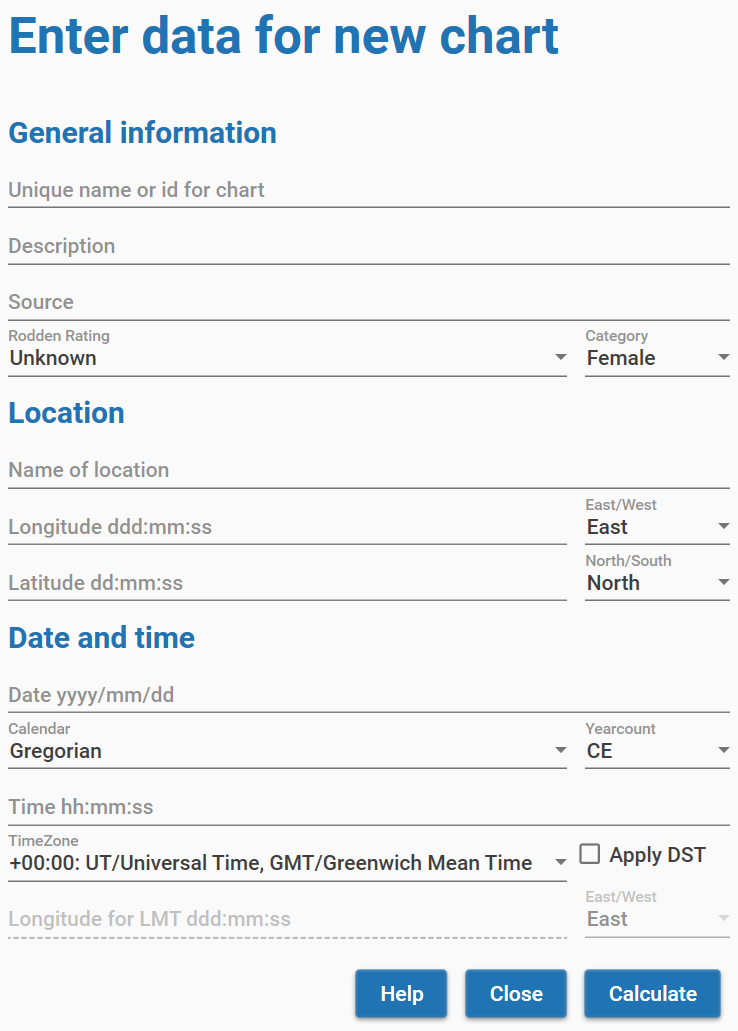 Enter data for new chart
General information
Unique name or id for chart
Description
Source
Rodden Rating
Unknown
Category
Female
Location
Name of location
Longitude ddd:mm:ss
East/West
East
Latitude dd:mm:ss
North/South
North
Date and time
Date yyyy/mm/dd
Calendar
Gregorian
Yearcount
CE
Time hh:mm:ss
TimeZone
+00:00: UT/Universal Time, GMT/Greenwich Mean Time
Apply DST
Longitude for LMT ddd:mm:ss
East/West
East
Help Close Calculate